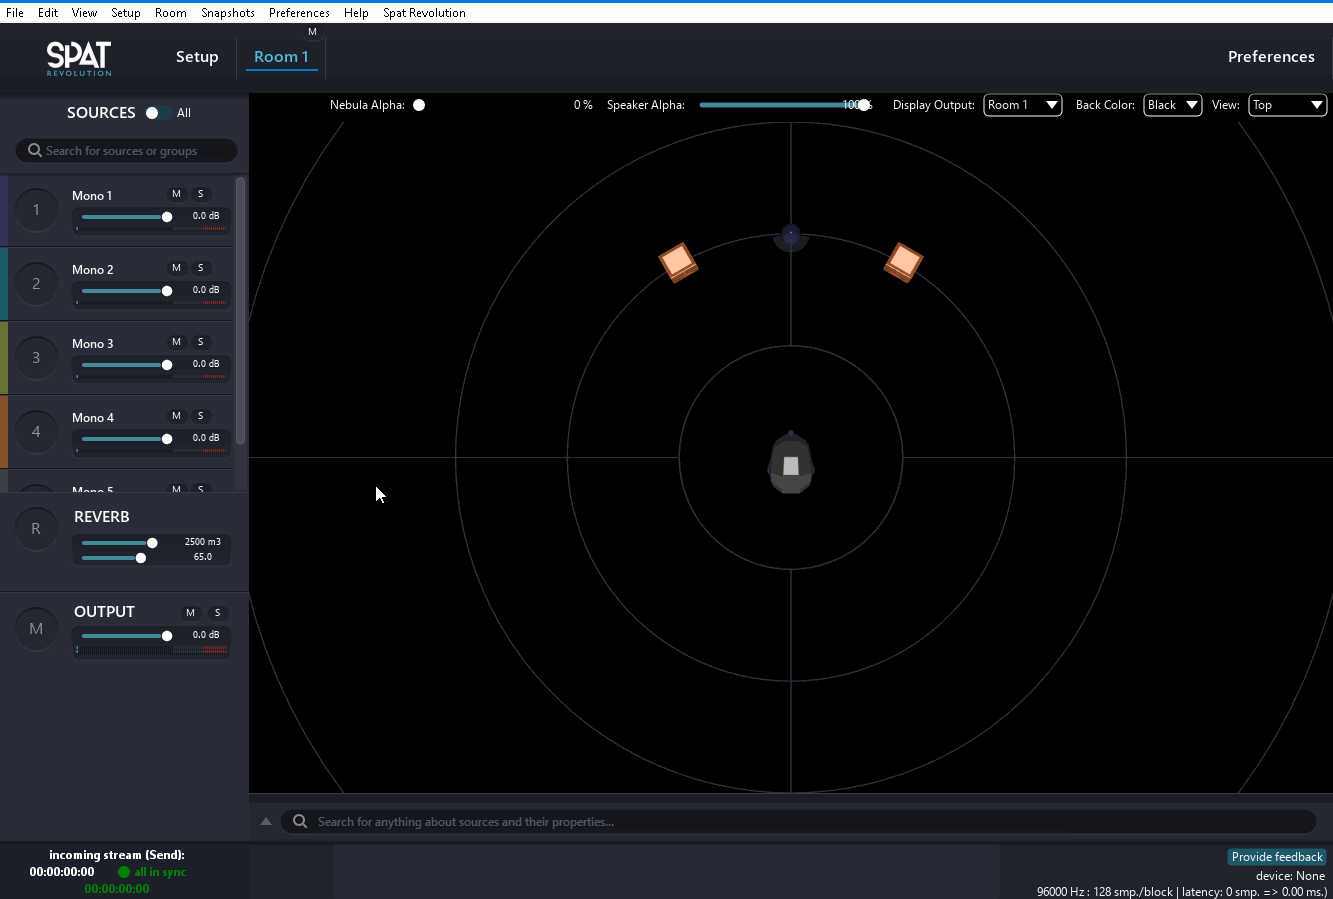 File Edit View Setup Room Snapshots Preferences Help Spat Revolution
M
SPAT
REVOLUTION
Setup
Room 1
Preferences
SOURCES All
Nebula Alpha: 0 % Speaker Alpha: 100% Display Output: Room 1 Back Color: Black View: Top
Search for sources or groups
1 Mono 1 M S
0.0 dB
2 Mono 2 M S
0.0 dB
3 Mono 3 M S
0.0 dB
4 Mono 4 M S
0.0 dB
Mono 5 M S
R REVERB
2500 m3
65.0
M OUTPUT M S
0.0 dB
Search for anything about sources and their properties...
incoming stream (Send):
00:00:00:00 all in sync
00:00:00:00
Provide feedback
device: None
96000 Hz : 128 smp./block | latency: 0 smp. => 0.00 ms.)